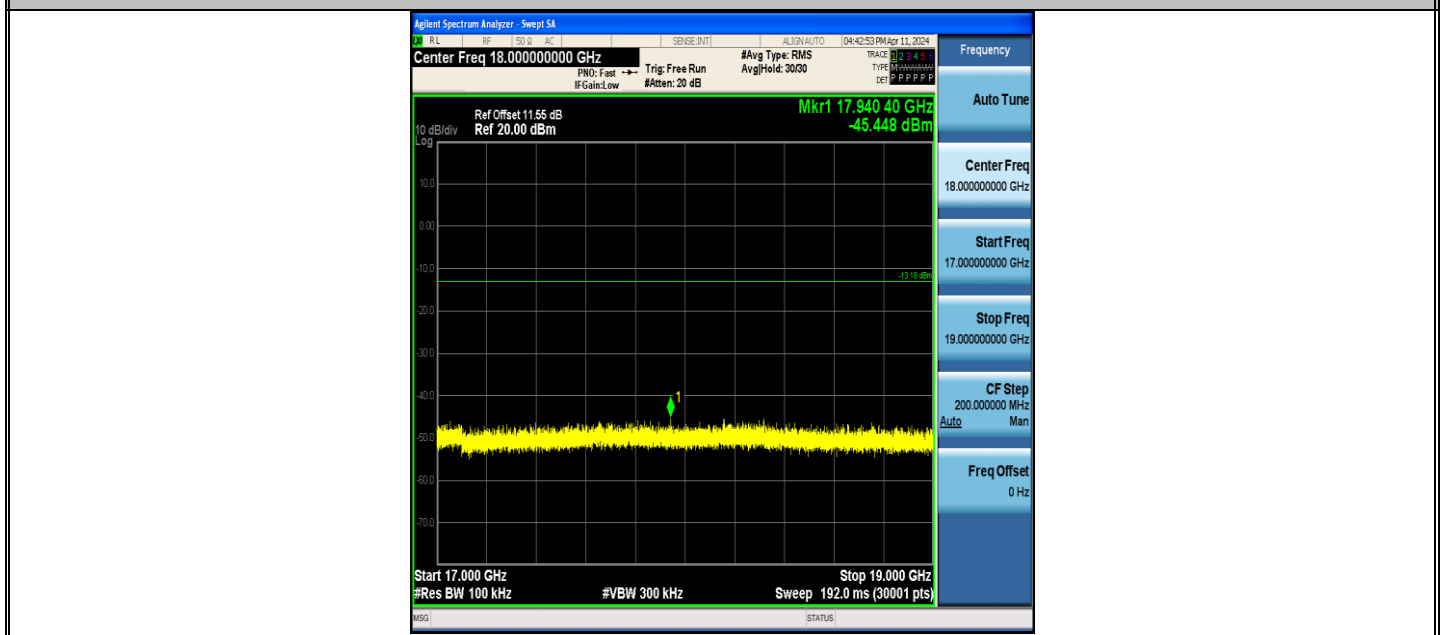 Agilent Spectrum Analyzer - Swept SA
RL RF 50 Ω AC SENSE:INT ALIGN AUTO 04:42:53 PM Apr 11, 2024
Center Freq 18.000000000 GHz
PNO: Fast
IFGain:Low
Trig: Free Run
#Atten: 20 dB
#Avg Type: RMS
Avg|Hold: 30/30
TRACE 1 2 3 4 5 6
TYPE M
DET P P P P P P
Mkr1 17.940 40 GHz
-45.448 dBm
Ref Offset 11.55 dB
10 dB/div Ref 20.00 dBm
Log
10.0
0.00
-10.0
-13.18 dBm
-20.0
-30.0
-40.0
1
-50.0
-60.0
-70.0
Start 17.000 GHz Stop 19.000 GHz
#Res BW 100 kHz #VBW 300 kHz Sweep 192.0 ms (30001 pts)
MSG STATUS
Frequency
Auto Tune
Center Freq
18.000000000 GHz
Start Freq
17.000000000 GHz
Stop Freq
19.000000000 GHz
CF Step
200.000000 MHz
Auto Man
Freq Offset
0 Hz